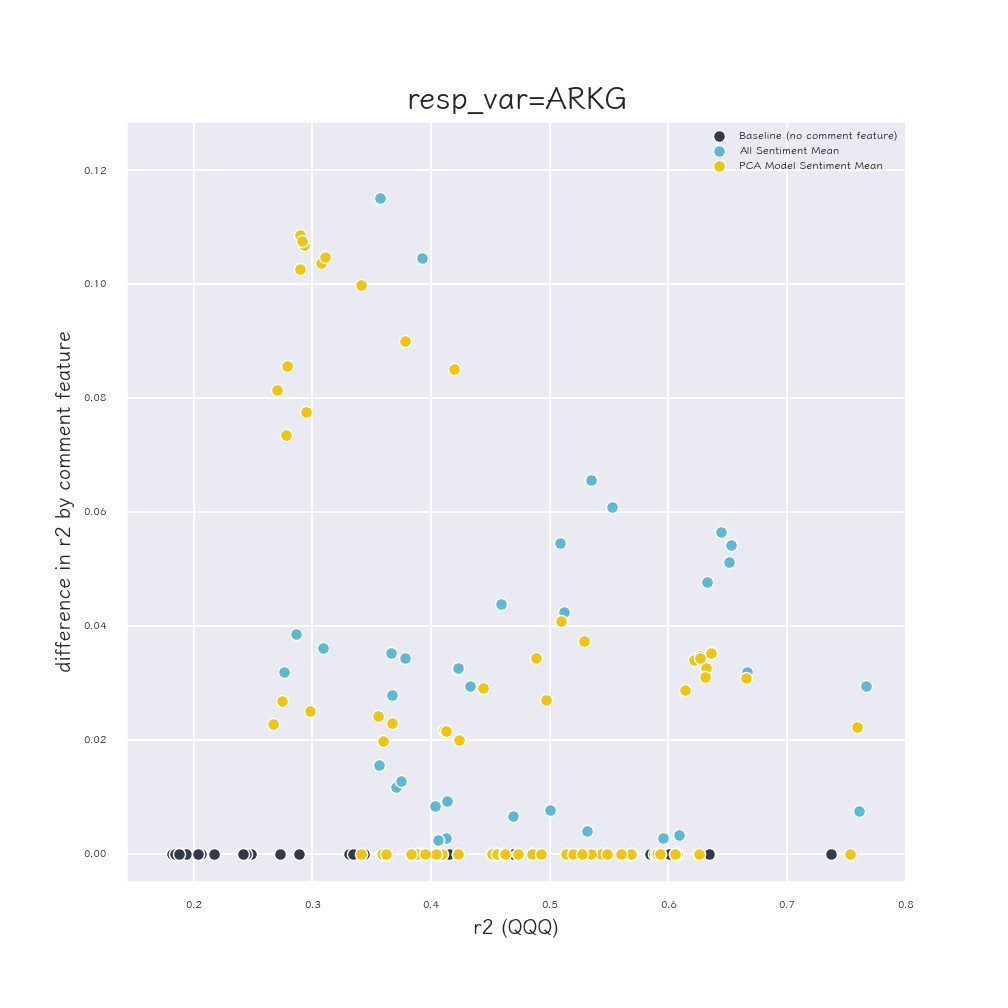 resp_var=ARKG
Baseline (no comment feature)
All Sentiment Mean
PCA Model Sentiment Mean
0.12
0.10
0.08
0.06
0.04
0.02
0.00
difference in r2 by comment feature
0.2 0.3 0.4 0.5 0.6 0.7 0.8
r2 (QQQ)